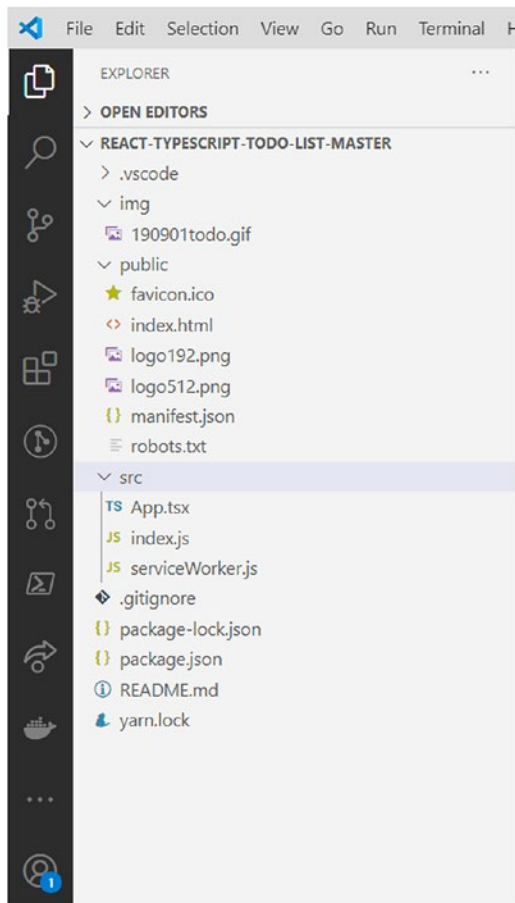 File Edit Selection View Go Run Terminal H
EXPLORER
OPEN EDITORS
REACT-TYPESCRIPT-TODO-LIST-MASTER
.vscode
img
190901todo.gif
public
favicon.ico
index.html
logo192.png
logo512.png
manifest.json
robots.txt
src
TS App.tsx
JS index.js
JS serviceWorker.js
.gitignore
{} package-lock.json
{} package.json
README.md
yarn.lock
1